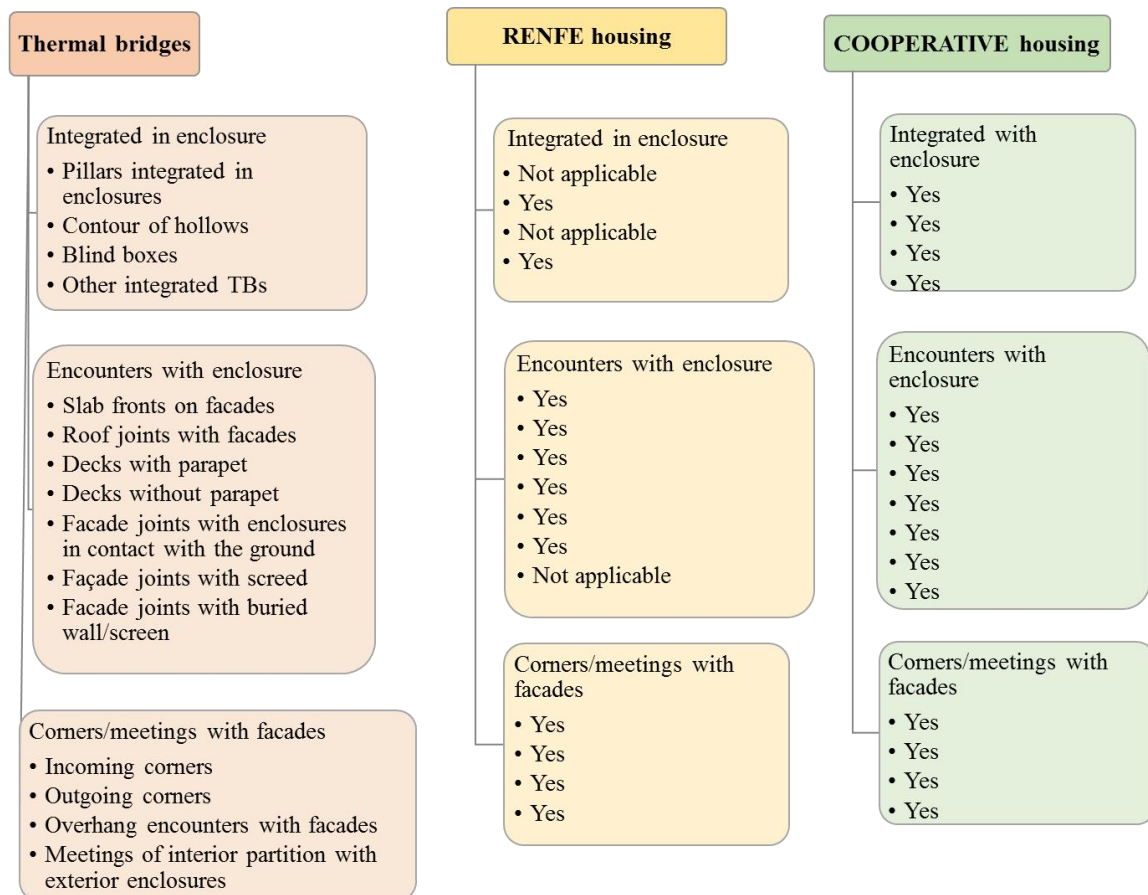 Thermal bridges
Integrated in enclosure
• Pillars integrated in
enclosures
• Contour of hollows
• Blind boxes
• Other integrated TBs
Encounters with enclosure
• Slab fronts on facades
• Roof joints with facades
• Decks with parapet
• Decks without parapet
• Facade joints with enclosures
in contact with the ground
• Façade joints with screed
• Facade joints with buried
wall/screen
Corners/meetings with facades
• Incoming corners
• Outgoing corners
• Overhang encounters with facades
• Meetings of interior partition with
exterior enclosures
RENFE housing
Integrated in enclosure
• Not applicable
• Yes
• Not applicable
• Yes
Encounters with enclosure
• Yes
• Yes
• Yes
• Yes
• Yes
• Yes
• Not applicable
Corners/meetings with
facades
• Yes
• Yes
• Yes
• Yes
COOPERATIVE housing
Integrated with
enclosure
• Yes
• Yes
• Yes
• Yes
Encounters with
enclosure
• Yes
• Yes
• Yes
• Yes
• Yes
• Yes
• Yes
Corners/meetings with
facades
• Yes
• Yes
• Yes
• Yes